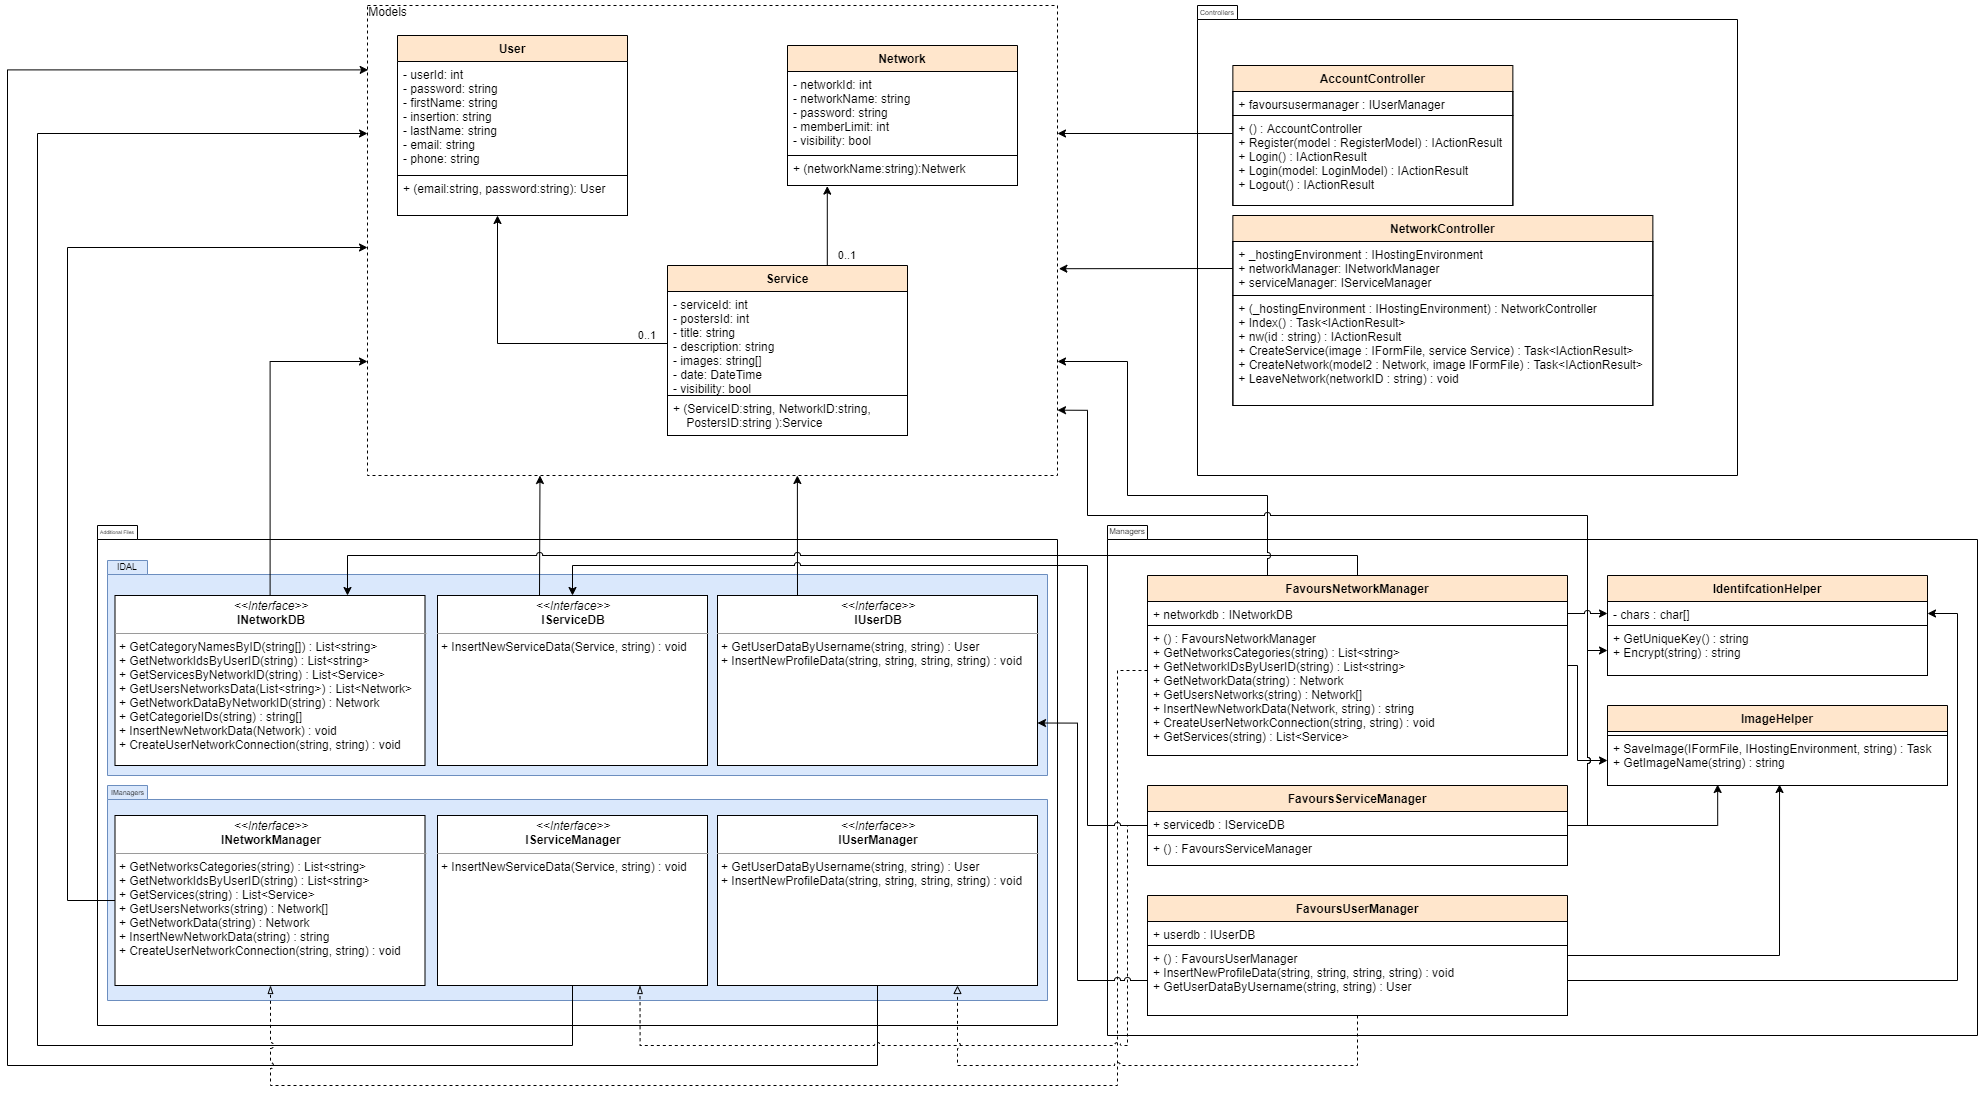 Models
User
- userId: int
- password: string
- firstName: string
- insertion: string
- lastName: string
- email: string
- phone: string
+ (email:string, password:string): User
Network
- networkId: int
- networkName: string
- password: string
- memberLimit: int
- visibility: bool
+ (networkName:string):Netwerk
0..1
0..1
Service
- serviceId: int
- postersId: int
- title: string
- description: string
- images: string[]
- date: DateTime
- visibility: bool
+ (ServiceID:string, NetworkID:string,
PostersID:string ):Service
Controllers
AccountController
+ favoursusermanager : IUserManager
+ () : AccountController
+ Register(model : RegisterModel) : IActionResult
+ Login() : IActionResult
+ Login(model: LoginModel) : IActionResult
+ Logout() : IActionResult
NetworkController
+ _hostingEnvironment : IHostingEnvironment
+ networkManager: INetworkManager
+ serviceManager: IServiceManager
+ (_hostingEnvironment : IHostingEnvironment) : NetworkController
+ Index() : Task<IActionResult>
+ nw(id : string) : IActionResult
+ CreateService(image : IFormFile, service Service) : Task<IActionResult>
+ CreateNetwork(model2 : Network, image IFormFile) : Task<IActionResult>
+ LeaveNetwork(networkID : string) : void
Additional Files
IDAL
<<Interface>>
INetworkDB
+ GetCategoryNamesByID(string[]) : List<string>
+ GetNetworkIdsByUserID(string) : List<string>
+ GetServicesByNetworkID(string) : List<Service>
+ GetUsersNetworksData(List<string>) : List<Network>
+ GetNetworkDataByNetworkID(string) : Network
+ GetCategorieIDs(string) : string[]
+ InsertNewNetworkData(Network) : void
+ CreateUserNetworkConnection(string, string) : void
<<Interface>>
IServiceDB
+ InsertNewServiceData(Service, string) : void
<<Interface>>
IUserDB
+ GetUserDataByUsername(string, string) : User
+ InsertNewProfileData(string, string, string, string) : void
IManagers
<<Interface>>
INetworkManager
+ GetNetworksCategories(string) : List<string>
+ GetNetworkIdsByUserID(string) : List<string>
+ GetServices(string) : List<Service>
+ GetUsersNetworks(string) : Network[]
+ GetNetworkData(string) : Network
+ InsertNewNetworkData(string) : string
+ CreateUserNetworkConnection(string, string) : void
<<Interface>>
IServiceManager
+ InsertNewServiceData(Service, string) : void
<<Interface>>
IUserManager
+ GetUserDataByUsername(string, string) : User
+ InsertNewProfileData(string, string, string, string) : void
Managers
FavoursNetworkManager
+ networkdb : INetworkDB
+ () : FavoursNetworkManager
+ GetNetworksCategories(string) : List<string>
+ GetNetworkIDsByUserID(string) : List<string>
+ GetNetworkData(string) : Network
+ GetUsersNetworks(string) : Network[]
+ InsertNewNetworkData(Network, string) : string
+ CreateUserNetworkConnection(string, string) : void
+ GetServices(string) : List<Service>
FavoursServiceManager
+ servicedb : IServiceDB
+ () : FavoursServiceManager
FavoursUserManager
+ userdb : IUserDB
+ () : FavoursUserManager
+ InsertNewProfileData(string, string, string, string) : void
+ GetUserDataByUsername(string, string) : User
IdentifcationHelper
- chars : char[]
+ GetUniqueKey() : string
+ Encrypt(string) : string
ImageHelper
+ SaveImage(IFormFile, IHostingEnvironment, string) : Task
+ GetImageName(string) : string